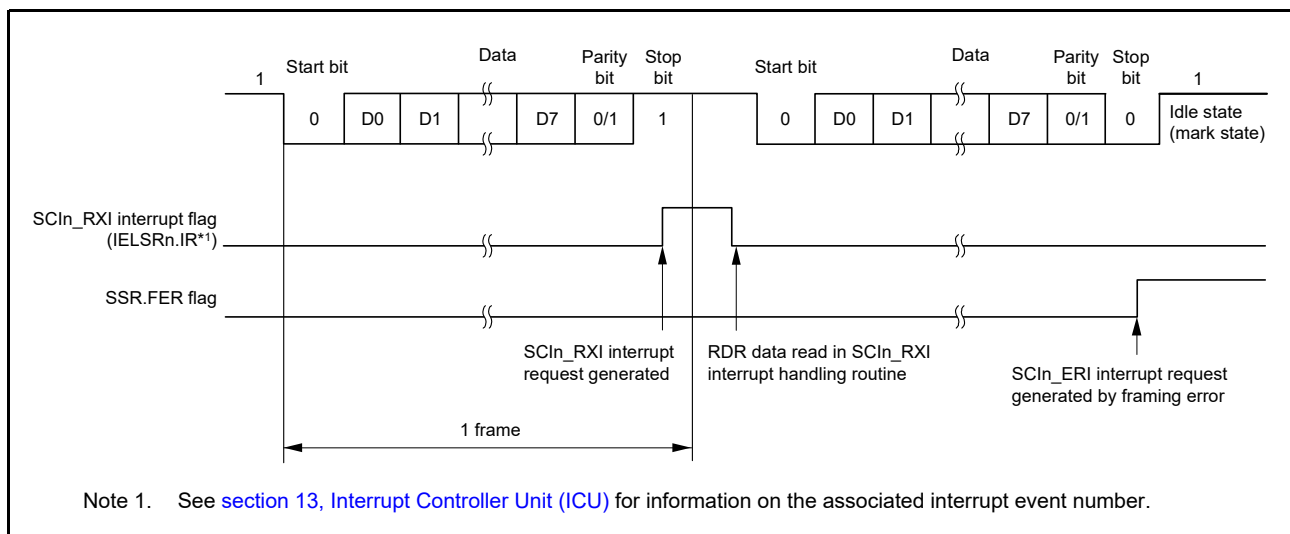 1
Start bit
Data
Parity
bit
Stop
bit
Start bit
Data
Parity
bit
Stop
bit
1
0 D0 D1 D7 0/1 1
0 D0 D1 D7 0/1 0
Idle state
(mark state)
SCIn_RXI interrupt flag
(IELSRn.IR*1)
SSR.FER flag
SCIn_RXI interrupt
request generated
RDR data read in SCIn_RXI
interrupt handling routine
SCIn_ERI interrupt request
generated by framing error
1 frame
Note 1. See section 13, Interrupt Controller Unit (ICU) for information on the associated interrupt event number.